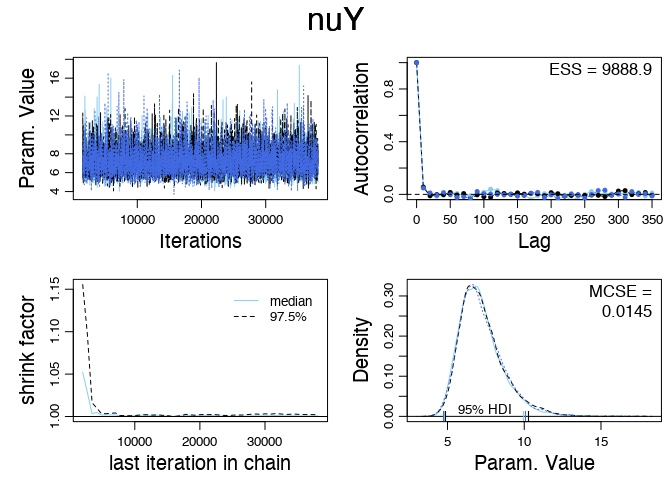 nuY
Param. Value
4
6
8
12
16
10000
20000
30000
Iterations
Autocorrelation
0.0
0.4
0.8
ESS = 9888.9
0
50
100
150
200
250
300
350
Lag
shrink factor
1.00
1.05
1.10
1.15
median
97.5%
10000
20000
30000
last iteration in chain
Density
0.00
0.10
0.20
0.30
MCSE =
0.0145
95% HDI
5
10
15
Param. Value